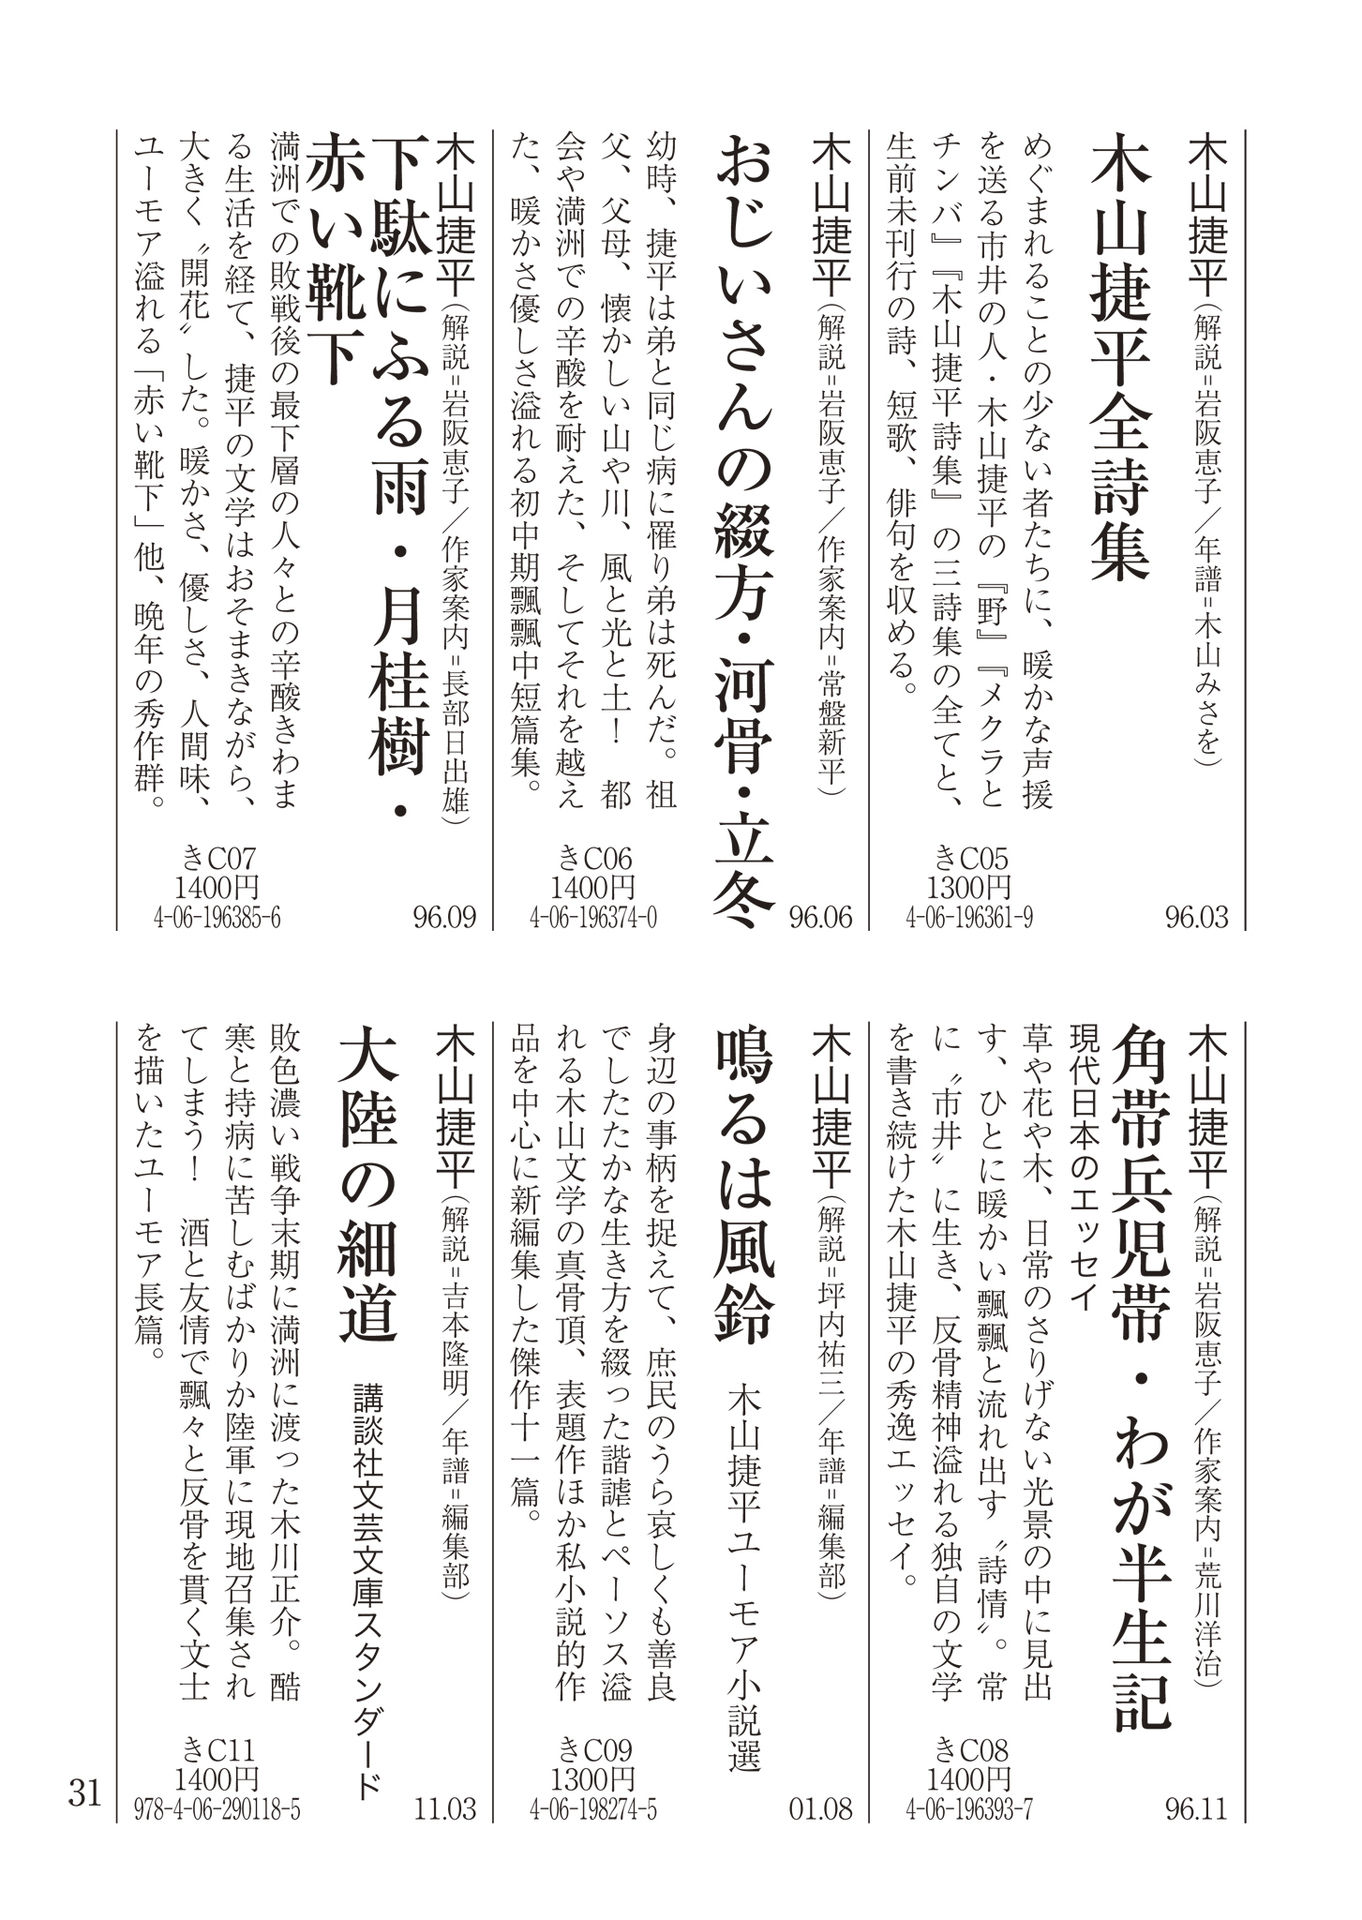 木山捷平（解説＝岩阪恵子／年譜＝木山みさを）
96.03
木山捷平全詩集
めぐまれることの少ない者たちに、暖かな声援
を送る市井の人・木山捷平の『野』『メクラと
チンバ』『木山捷平詩集』の三詩集の全てと、
生前未刊行の詩、短歌、俳句を収める。
きC05
1300円
4-06-196361-9
木山捷平（解説＝岩阪恵子／作家案内＝常盤新平）
96.06
おじいさんの綴方・河骨・立冬
幼時、捷平は弟と同じ病に罹り弟は死んだ。祖
父、父母、懐かしい山や川、風と光と土！　都
会や満洲での辛酸を耐えた、そしてそれを越え
た、暖かさ優しさ溢れる初中期飄飄中短篇集。
きC06
1400円
4-06-196374-0
木山捷平（解説＝岩阪恵子／作家案内＝長部日出雄）
96.09
下駄にふる雨・月桂樹・
赤い靴下
満洲での敗戦後の最下層の人々との辛酸きわま
る生活を経て、捷平の文学はおそまきながら、
大きく〝開花〟した。暖かさ、優しさ、人間味、
ユーモア溢れる「赤い靴下」他、晩年の秀作群。
きC07
1400円
4-06-196385-6
木山捷平（解説＝岩阪恵子／作家案内＝荒川洋治）
96.11
角帯兵児帯・わが半生記
現代日本のエッセイ
草や花や木、日常のさりげない光景の中に見出
す、ひとに暖かい飄飄と流れ出す〝詩情〟。常
に〝市井〟に生き、反骨精神溢れる独自の文学
を書き続けた木山捷平の秀逸エッセイ。
きC08
1400円
4-06-196393-7
木山捷平（解説＝坪内祐三／年譜＝編集部）
01.08
鳴るは風鈴　木山捷平ユーモア小説選
身辺の事柄を捉えて、庶民のうら哀しくも善良
でしたたかな生き方を綴った諧謔とペーソス溢
れる木山文学の真骨頂、表題作ほか私小説的作
品を中心に新編集した傑作十一篇。
きC09
1300円
4-06-198274-5
木山捷平（解説＝吉本隆明／年譜＝編集部）
11.03
大陸の細道　講談社文芸文庫スタンダード
敗色濃い戦争末期に満洲に渡った木川正介。酷
寒と持病に苦しむばかりか陸軍に現地召集され
てしまう！　酒と友情で飄々と反骨を貫く文士
を描いたユーモア長篇。
きC11
1400円
978-4-06-290118-5
31